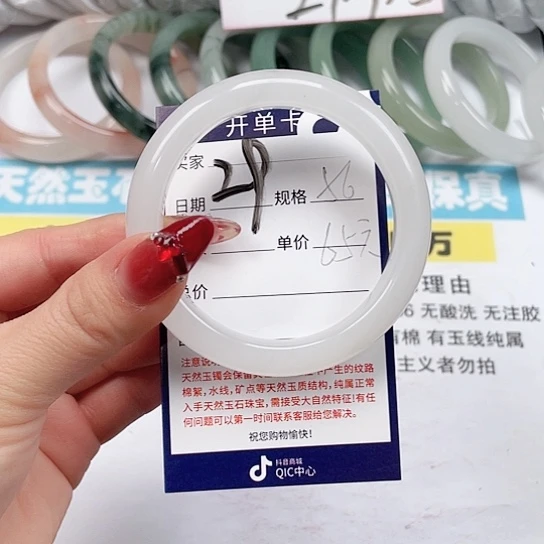 开单卡
29
日期
规格 56
单价 65元
天然玉石
保真
万
理由
无酸洗 无注胶
有棉 有玉线纯属
主义者勿拍
注意说
天然玉镯会保留
产生的纹路
棉絮，水线，矿点等天然玉质结构，纯属正常
入手天然玉石珠宝，需接受大自然特征！有任
何问题可以第一时间联系客服给您解决。
祝您购物愉快！
抖音商城
QIC中心